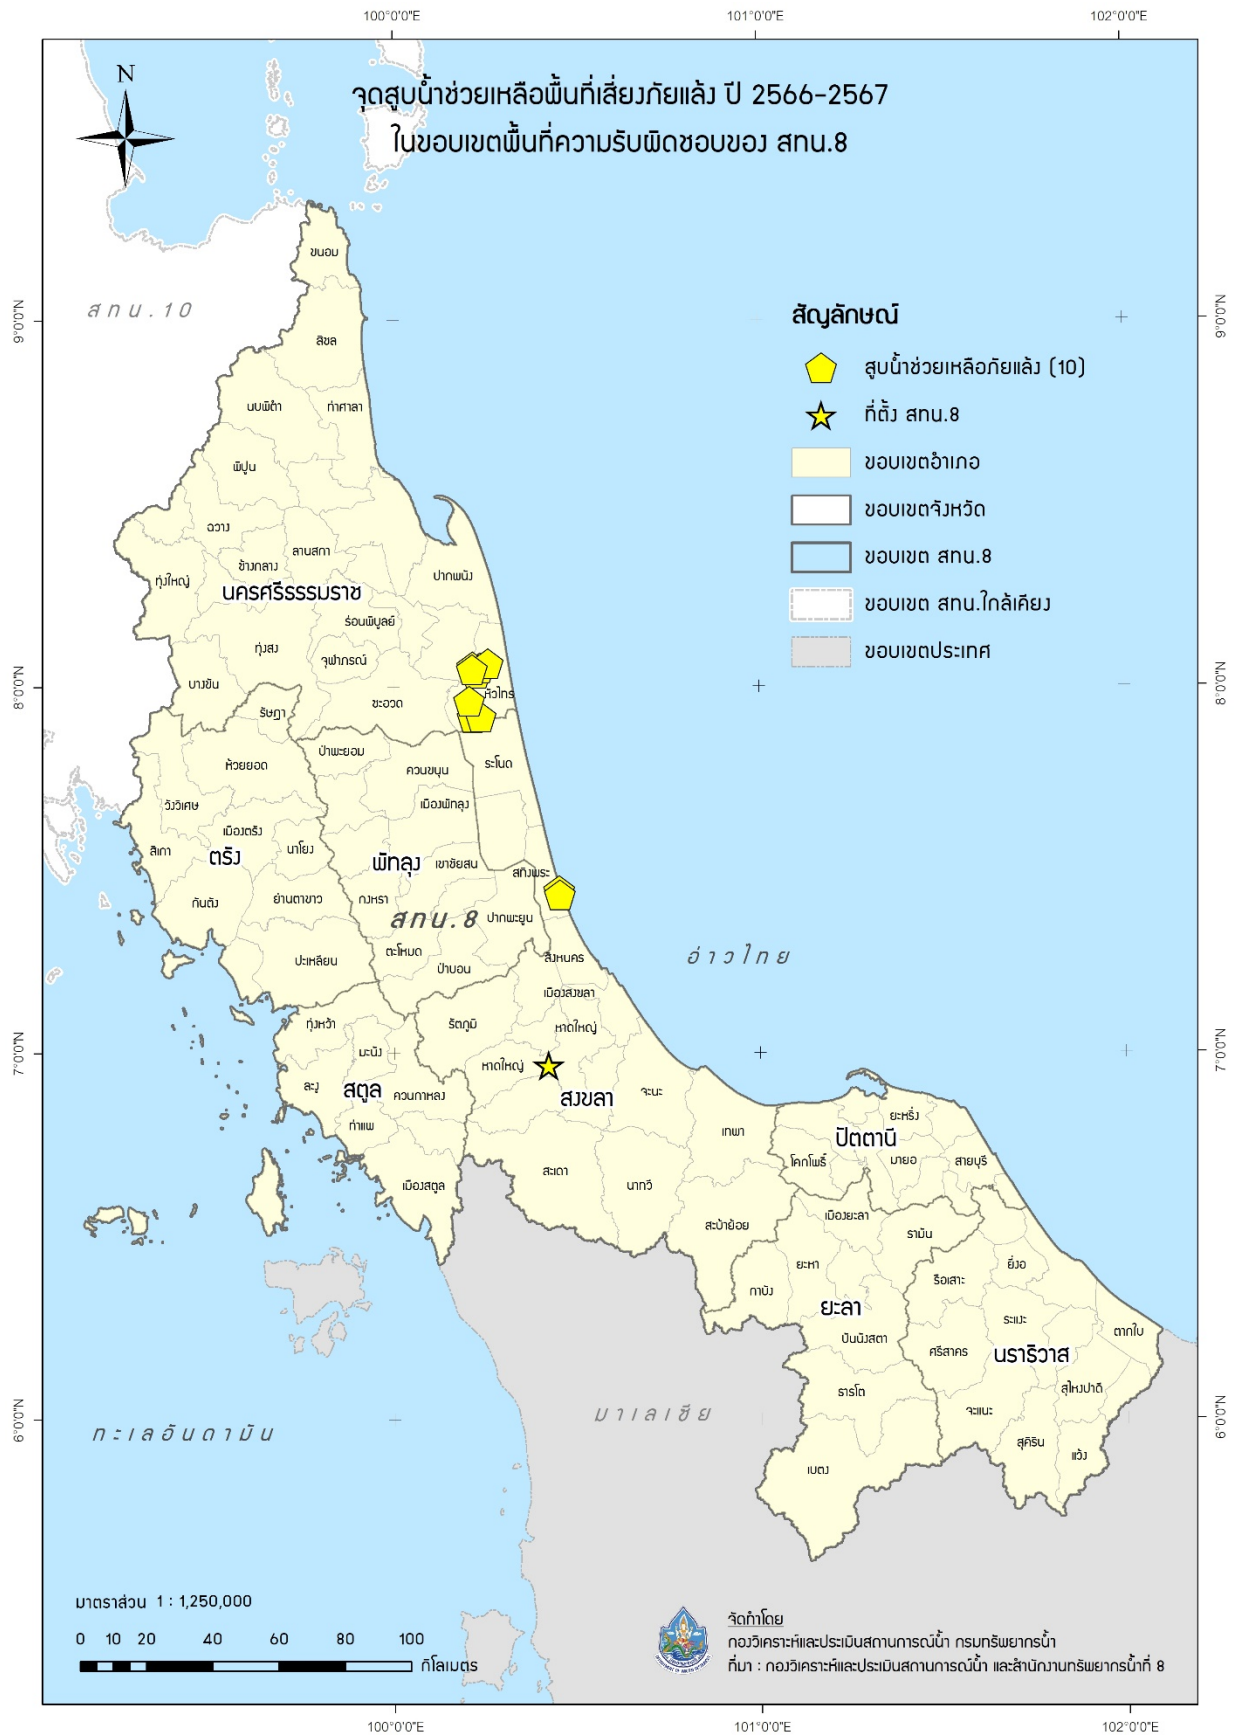 100°0'0"E
101°0'0"E
102°0'0"E
N
จุดสูบน้ำช่วยเหลือพื้นที่เสี่ยงภัยแล้ง ปี 2566-2567
ในขอบเขตพื้นที่ความรับผิดชอบของ สทน.8
ขนอม
สทน.10
9°0'0"N
9°0'0"N
สัญลักษณ์
สูบน้ำช่วยเหลือภัยแล้ง (10)
ที่ตั้ง สทน.8
ขอบเขตอำเภอ
ขอบเขตจังหวัด
ขอบเขต สทน.8
ขอบเขต สทน.ใกล้เคียง
ขอบเขตประเทศ
สิชล
นบพิตำ
ท่าศาลา
พิปูน
ฉวาง
ลานสกา
ช้างกลาง
ทุ่งใหญ่
ปากพนัง
นครศรีธรรมราช
ร่อนพิบูลย์
ทุ่งสง
จุฬาภรณ์
บางขัน
8°0'0"N
8°0'0"N
หัวไทร
ชะอวด
รัษฎา
ป่าพะยอม
ห้วยยอด
ควนขนุน
ระโนด
วังวิเศษ
เมืองพัทลุง
เมืองตรัง
สิเกา
ตรัง
นาโยง
พัทลุง
เขาชัยสน
สทิงพระ
กันตัง
ย่านตาขาว
กงหรา
สทน.8
ปากพะยูน
ตะโหมด
ปะเหลียน
ป่าบอน
สิงหนคร
อ่าวไทย
เมืองสงขลา
ทุ่งหว้า
รัตภูมิ
หาดใหญ่
7°0'0"N
7°0'0"N
มะนัง
หาดใหญ่
ละงู
สตูล
ควนกาหลง
สงขลา
จะนะ
ท่าแพ
เทพา
ยะหริ่ง
ปัตตานี
โคกโพธิ์
มายอ
สายบุรี
สะเดา
นาทวี
เมืองสตูล
สะบ้าย้อย
เมืองยะลา
รามัน
ยะหา
ยี่งอ
กาบัง
รือเสาะ
ยะลา
ระแงะ
บันนังสตา
ตากใบ
ศรีสาคร
นราธิวาส
ธารโต
สุไหงปาดี
จะแนะ
6°0'0"N
6°0'0"N
มาเลเซีย
ทะเลอันดามัน
สุคิริน
แว้ง
เบตง
มาตราส่วน 1 : 1,250,000
0 10 20 40 60 80 100
กิโลเมตร
จัดทำโดย
กองวิเคราะห์และประเมินสถานการณ์น้ำ กรมทรัพยากรน้ำ
ที่มา : กองวิเคราะห์และประเมินสถานการณ์น้ำ และสำนักงานทรัพยากรน้ำที่ 8
100°0'0"E
101°0'0"E
102°0'0"E